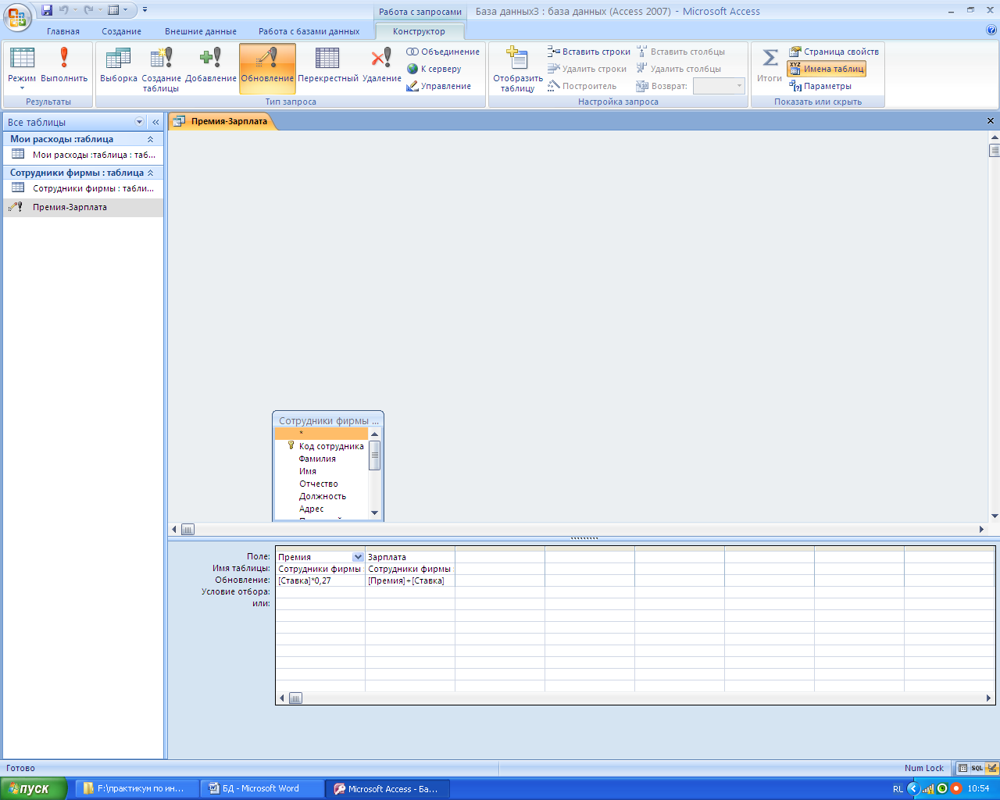 Работа с запросами
База данных3 : база данных (Access 2007) - Microsoft Access
Главная Создание Внешние данные Работа с базами данных Конструктор
Режим Выполнить
Результаты
Выборка Создание таблицы Добавление Обновление Перекрестный Удаление
Объединение
К серверу
Управление
Тип запроса
Отобразить таблицу
Вставить строки
Удалить строки
Построитель
Вставить столбцы
Удалить столбцы
Возврат:
Настройка запроса
Итоги
Страница свойств
Имена таблиц
Параметры
Показать или скрыть
Все таблицы
Мои расходы :таблица
Мои расходы :таблица : таб...
Сотрудники фирмы : таблица
Сотрудники фирмы : табли...
Премия-Зарплата
Премия-Зарплата
Сотрудники фирмы ...
*
Код сотрудника
Фамилия
Имя
Отчество
Должность
Адрес
Поле: Премия Зарплата
Имя таблицы: Сотрудники фирмы : Сотрудники фирмы :
Обновление: [Ставка]*0,27 [Премия]+[Ставка]
Условие отбора:
или:
Готово
Num Lock
SQL
пуск
F:\практикум по ин...
БД - Microsoft Word
Microsoft Access - Ба...
RL
10:54